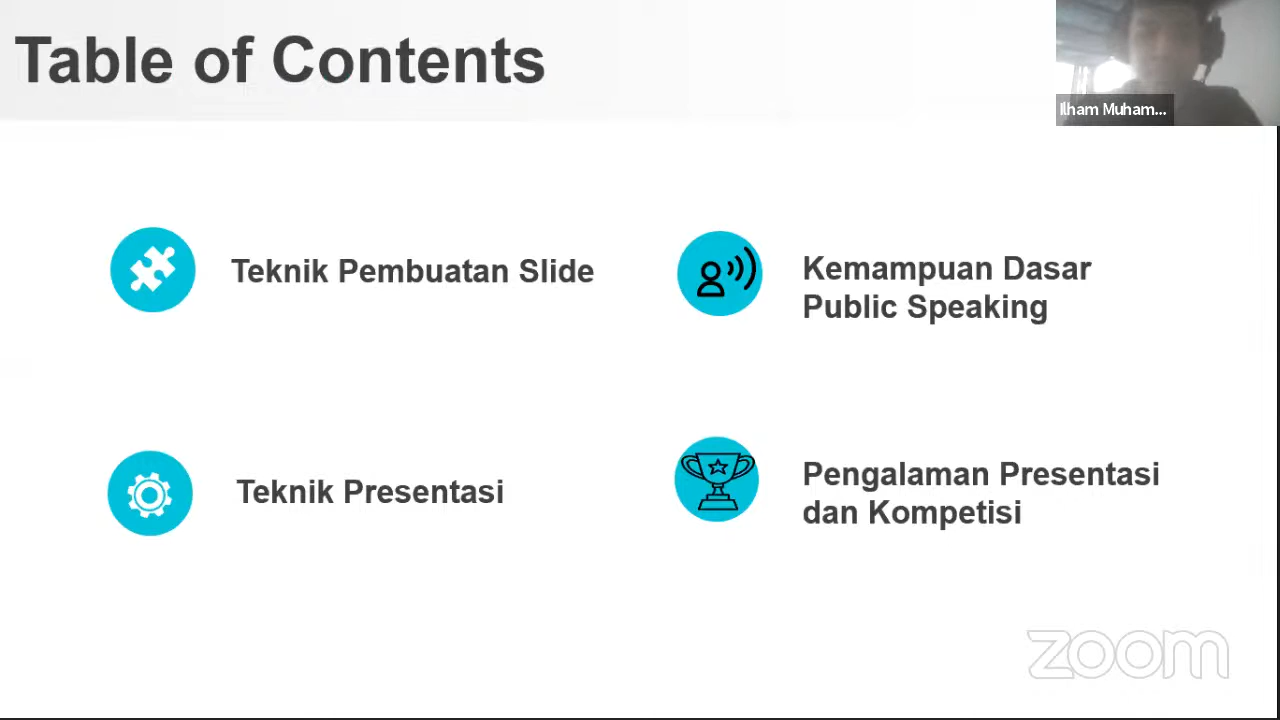 Table of Contents
Ilham Muham...
Teknik Pembuatan Slide
Kemampuan Dasar
Public Speaking
Teknik Presentasi
Pengalaman Presentasi
dan Kompetisi
zoom